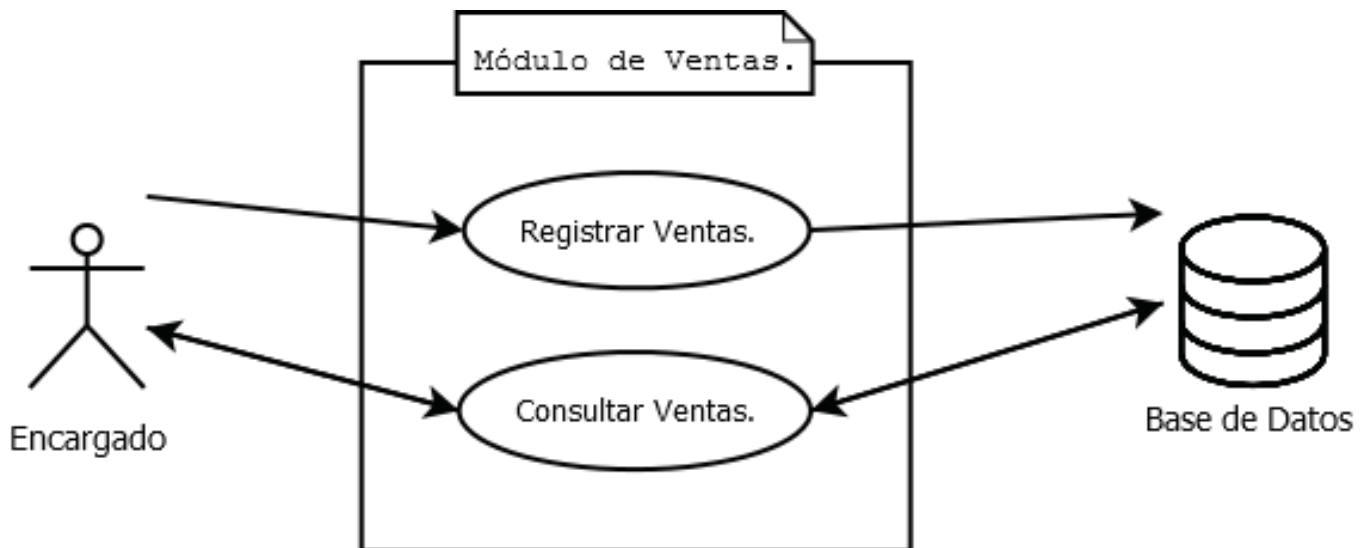 Módulo de Ventas.
Registrar Ventas.
Consultar Ventas.
Encargado
Base de Datos